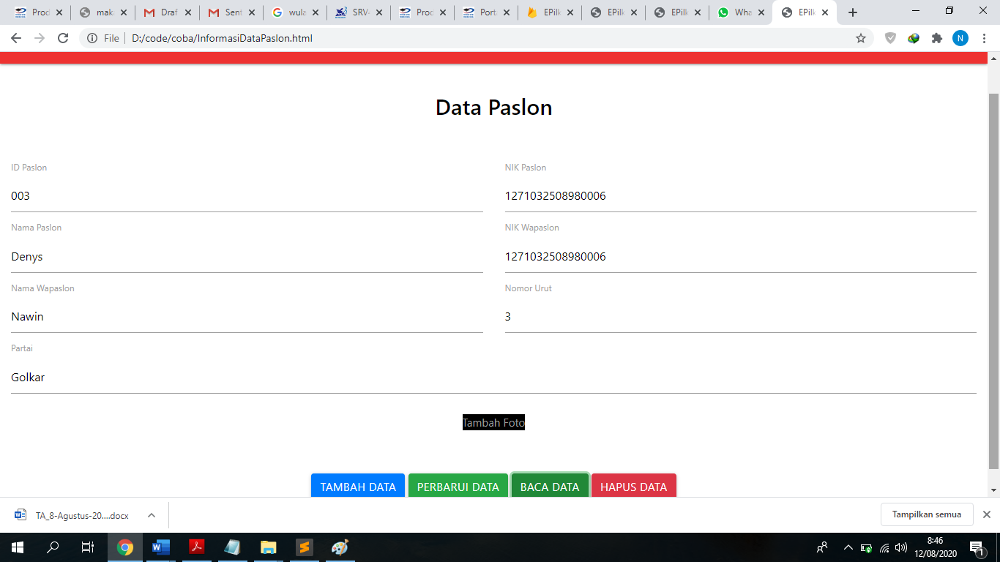 Prod
mak
Draf
Sent
wula
SRV-
Prod
Port
EPilk
EPilk
EPilk
Wha
EPilk
File
D:/code/coba/InformasiDataPaslon.html
N
Data Paslon
ID Paslon
NIK Paslon
003
1271032508980006
Nama Paslon
NIK Wapaslon
Denys
1271032508980006
Nama Wapaslon
Nomor Urut
Nawin
3
Partai
Golkar
Tambah Foto
TAMBAH DATA
PERBARUI DATA
BACA DATA
HAPUS DATA
TA_8-Agustus-20....docx
Tampilkan semua
8:46
12/08/2020
1